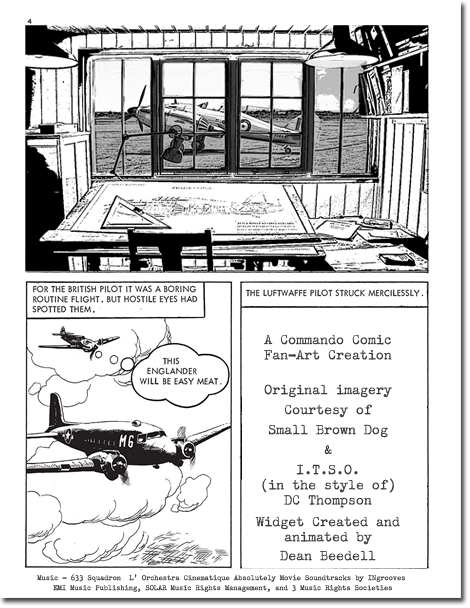 4
FOR THE BRITISH PILOT IT WAS A BORING
ROUTINE FLIGHT. BUT HOSTILE EYES HAD
SPOTTED THEM.
THIS
ENGLANDER
WILL BE EASY MEAT.
MG
THE LUFTWAFFE PILOT STRUCK MERCILESSLY.
A Commando Comic
Fan-Art Creation
Original imagery
Courtesy of
Small Brown Dog
&
I.T.S.O.
(in the style of)
DC Thompson
Widget Created and
animated by
Dean Beedell
Music - 633 Squadron L' Orchestra Cinematique Absolutely Movie Soundtracks by INgrooves
EMI Music Publishing, SOLAR Music Rights Management, and 3 Music Rights Societies